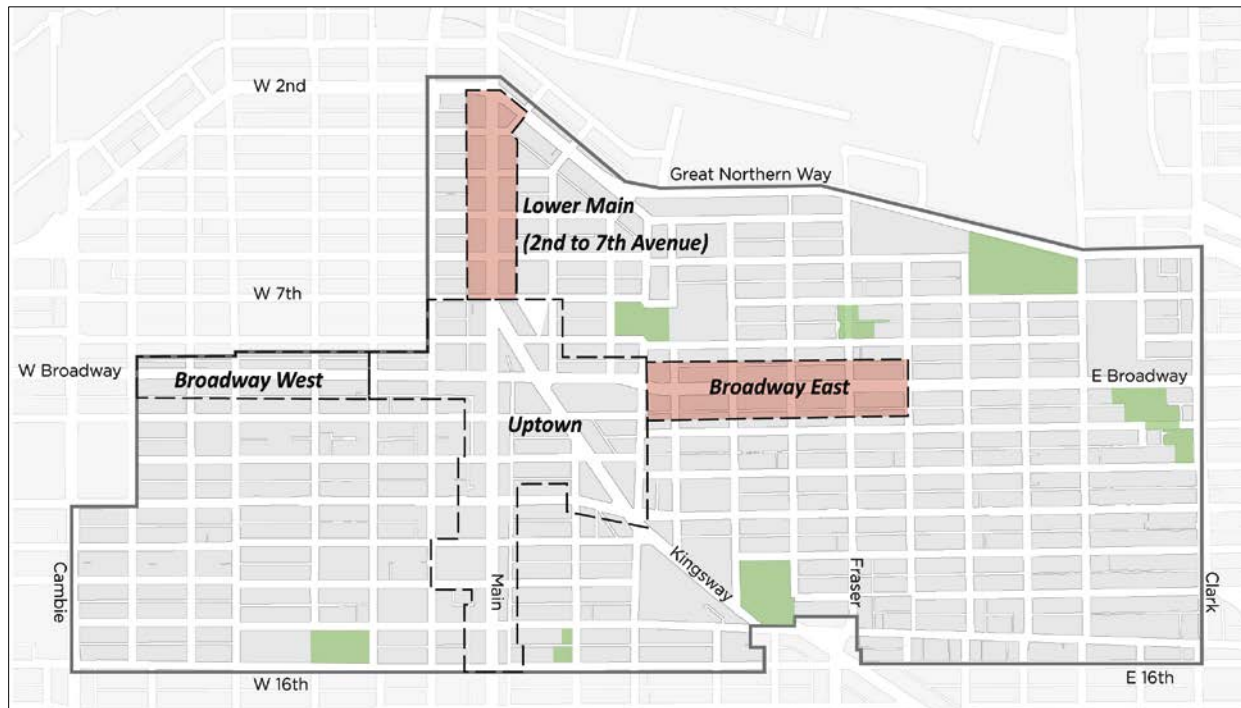 W 2nd
Great Northern Way
Lower Main
(2nd to 7th Avenue)
W 7th
W Broadway
Broadway West
Broadway East
E Broadway
Uptown
Cambie
Main
Kingsway
Fraser
Clark
W 16th
E 16th